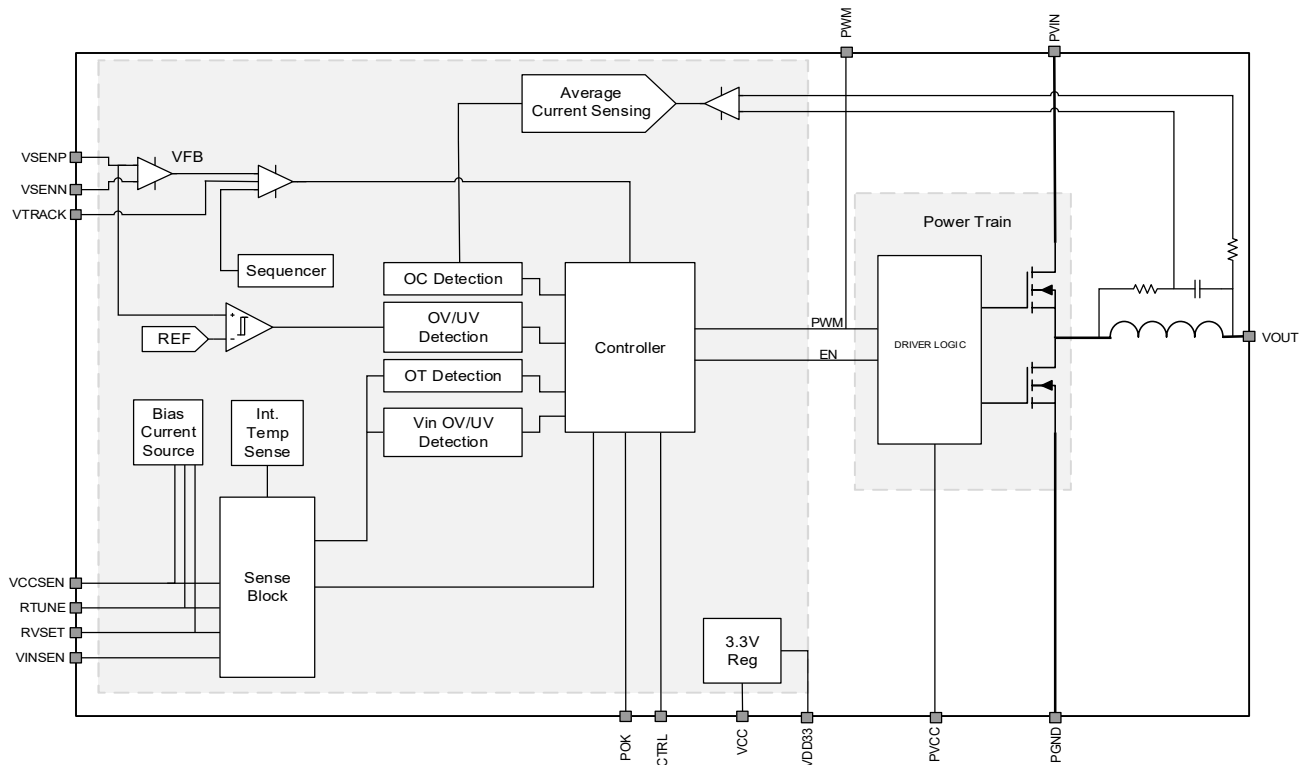 PWM
PVIN
Average
Current Sensing
VSENP
VFB
VSENN
VTRACK
Power Train
Sequencer
OC Detection
REF
+
-
OV/UV
Detection
Controller
PWM
DRIVER LOGIC
VOUT
EN
OT Detection
Bias
Current
Source
Int.
Temp
Sense
Vin OV/UV
Detection
VCCSEN
RTUNE
RVSET
VINSEN
Sense
Block
3.3V
Reg
POK
CTRL
VCC
VDD33
PVCC
PGND